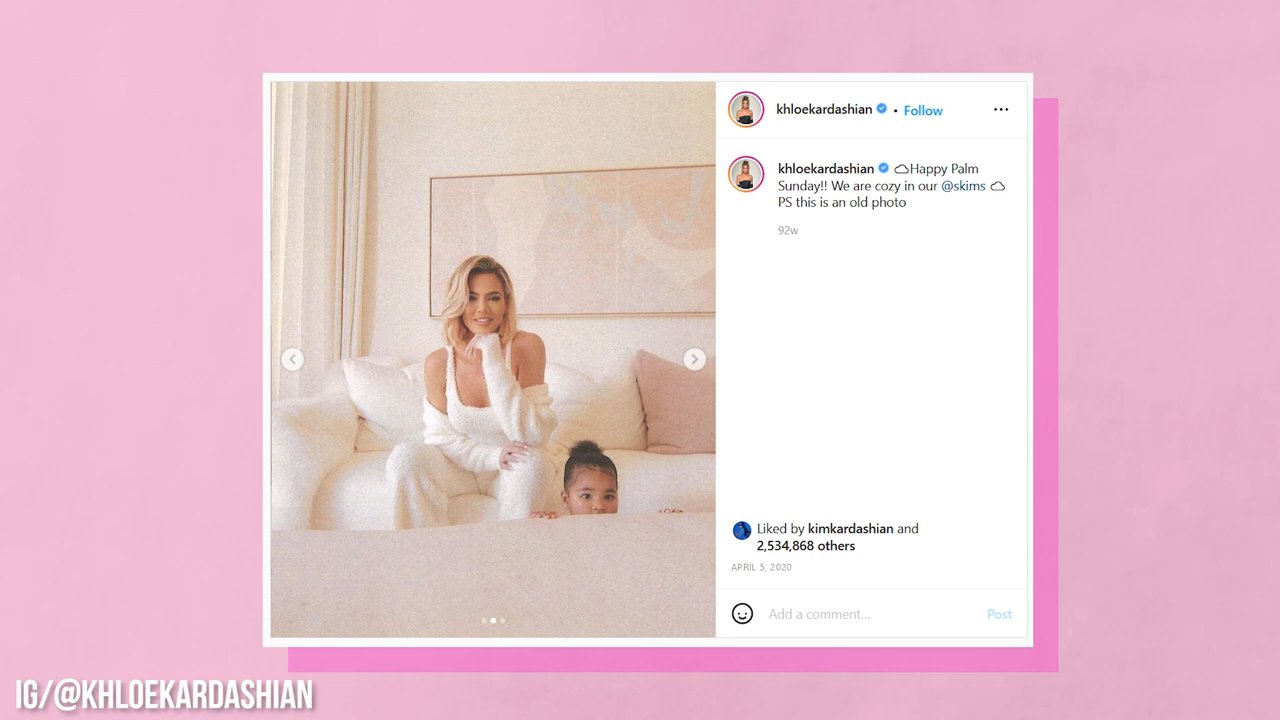 khloekardashian • Follow
khloekardashian Happy Palm
Sunday!! We are cozy in our @skims
PS this is an old photo
92w
Liked by kimkardashian and
2,534,868 others
APRIL 5, 2020
Add a comment... Post
IG/@KHLOEKARDASHIAN